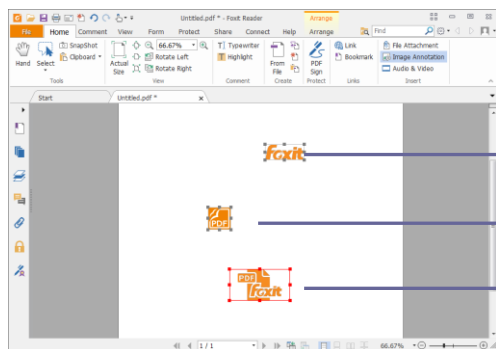 Untitled.pdf * - Foxit Reader
Arrange
File Home Comment View Form Protect Share Connect Help Arrange
Find
Hand
Select
SnapShot
Clipboard
Actual Size
66.67%
Rotate Left
Rotate Right
Typewriter
Highlight
From File
PDF Sign
Link
Bookmark
File Attachment
Image Annotation
Audio & Video
Tools View Comment Create Protect Links Insert
Start
Untitled.pdf *
foxit
PDF
PDF
foxit
1 / 1
66.67%